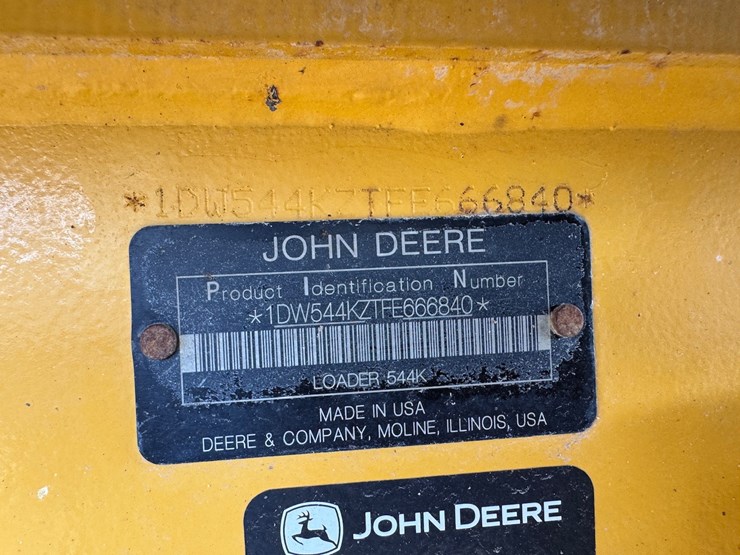 *1DW544KZTFE666840*
JOHN DEERE
Product Identification Number
*1DW544KZTFE666840*
LOADER 544K
MADE IN USA
DEERE & COMPANY, MOLINE, ILLINOIS, USA
JOHN DEERE